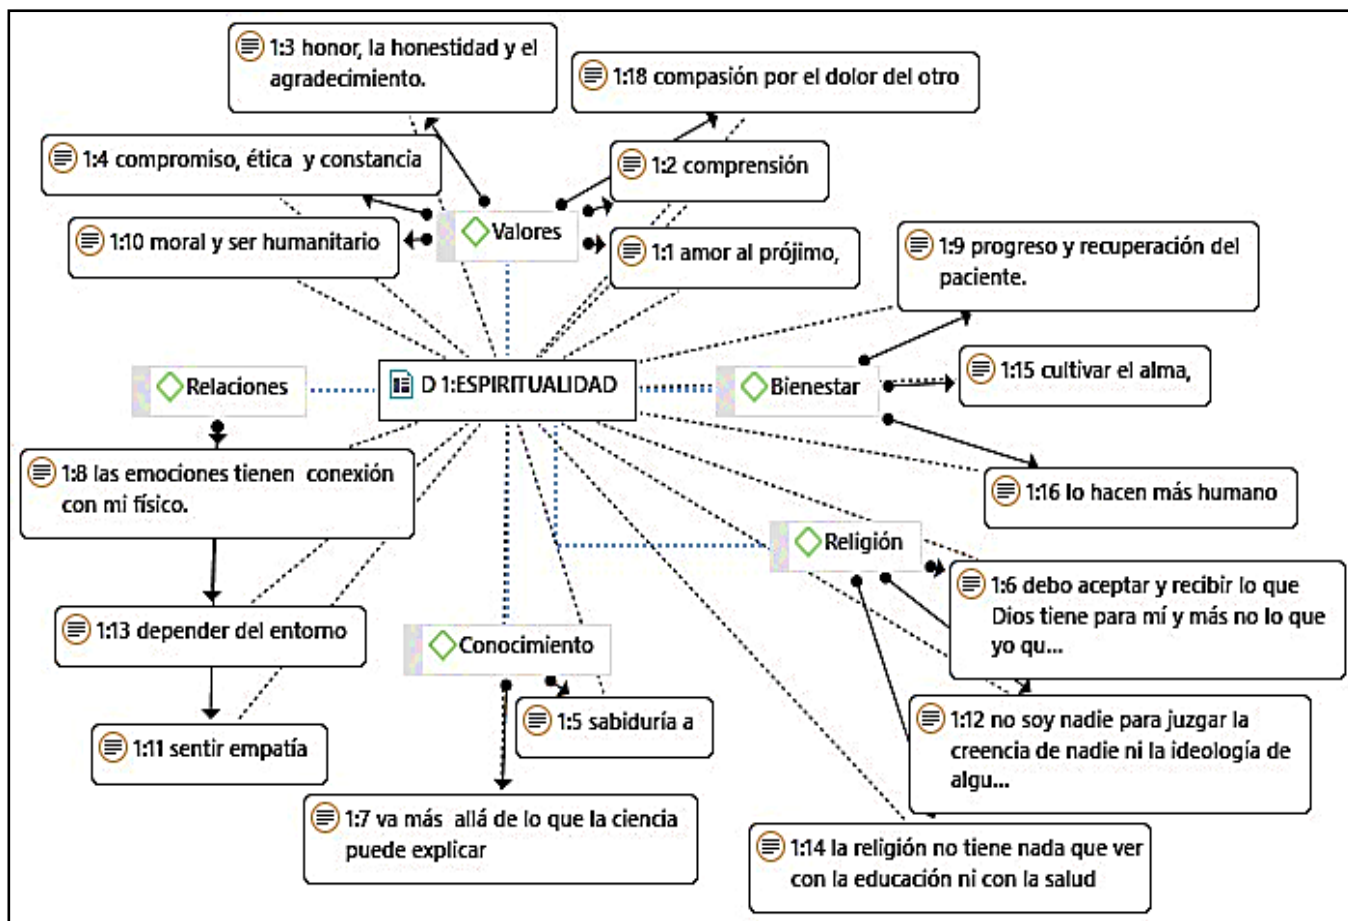 1:3 honor, la honestidad y el
agradecimiento.
1:18 compasión por el dolor del otro
1:4 compromiso, ética y constancia
1:2 comprensión
1:10 moral y ser humanitario
Valores
1:1 amor al prójimo,
1:9 progreso y recuperación del
paciente.
Relaciones
D 1:ESPIRITUALIDAD
Bienestar
1:15 cultivar el alma,
1:8 las emociones tienen conexión
con mi físico.
1:16 lo hacen más humano
Religión
1:6 debo aceptar y recibir lo que
Dios tiene para mí y más no lo que
yo qu...
1:13 depender del entorno
Conocimiento
1:5 sabiduría a
1:11 sentir empatía
1:12 no soy nadie para juzgar la
creencia de nadie ni la ideología de
algu...
1:7 va más allá de lo que la ciencia
puede explicar
1:14 la religión no tiene nada que ver
con la educación ni con la salud